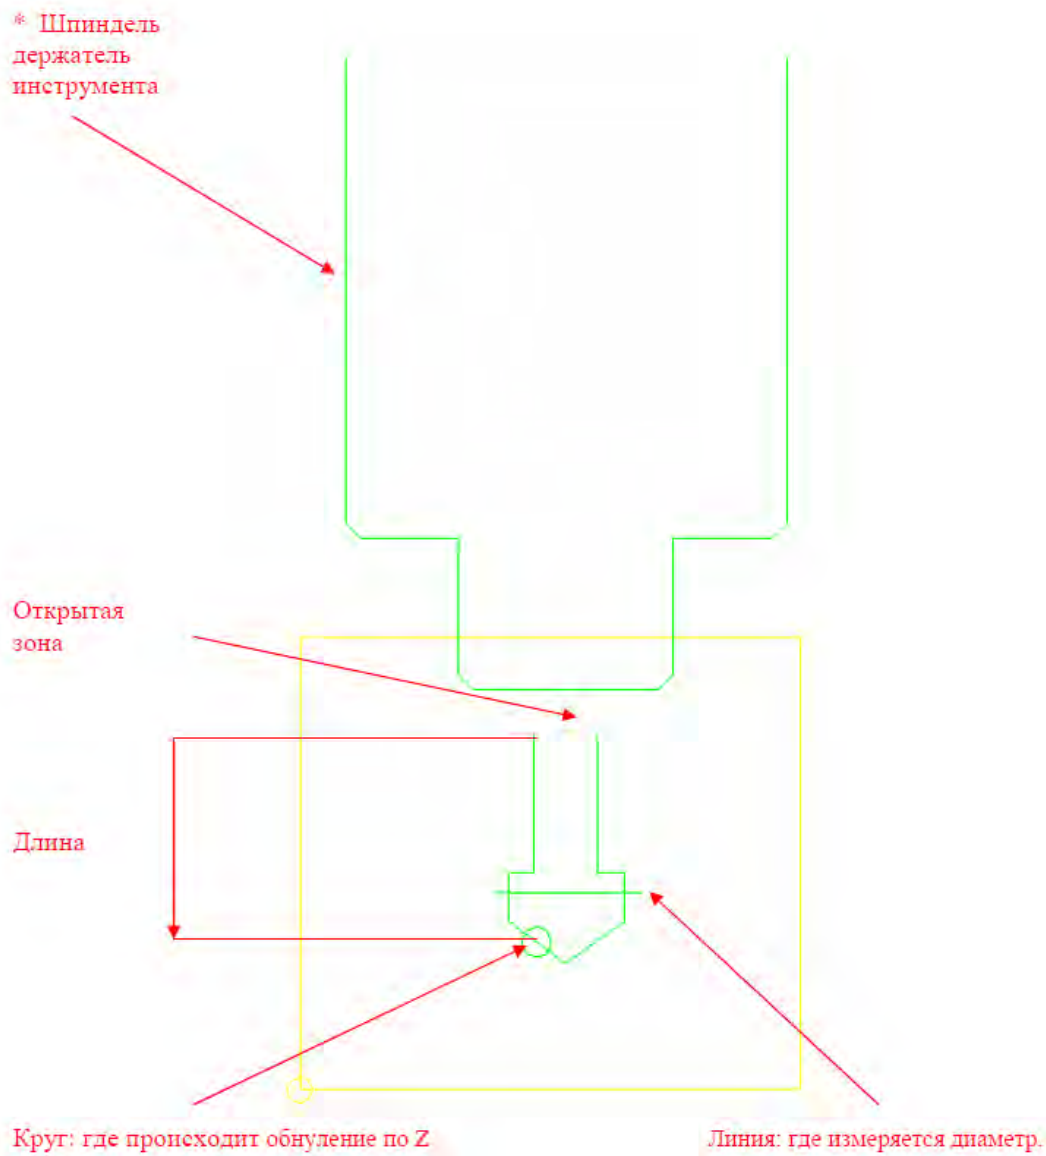 * Шпиндель
держатель
инструмента
Открытая
зона
Длина
Круг: где происходит обнуление по Z
Линия: где измеряется диаметр.